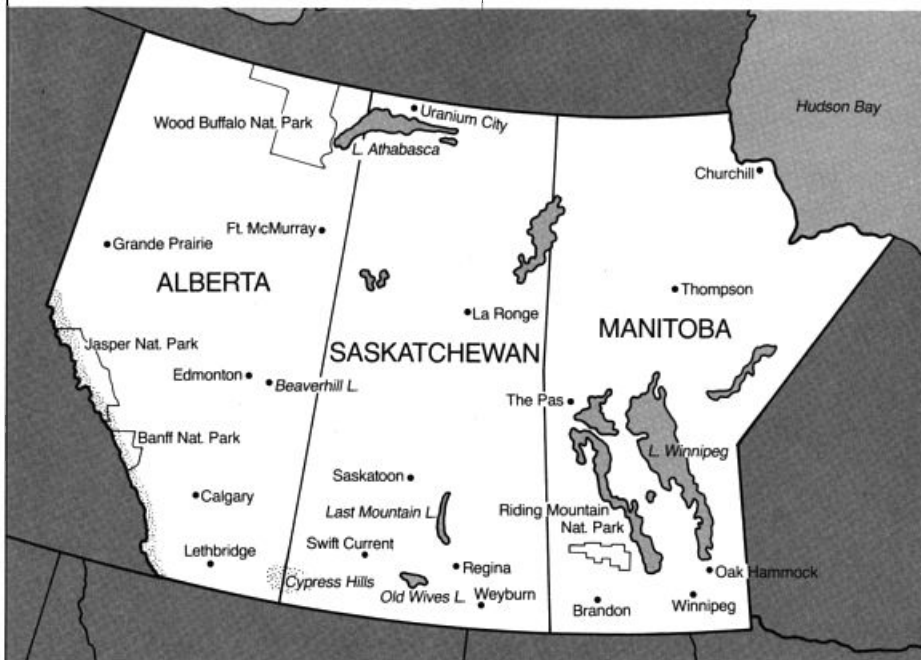 Hudson Bay
Uranium City
Wood Buffalo Nat. Park
L. Athabasca
Churchill
Ft. McMurray
Grande Prairie
ALBERTA
Thompson
La Ronge
MANITOBA
Jasper Nat. Park
SASKATCHEWAN
Edmonton
Beaverhill L.
The Pas
Banff Nat. Park
L. Winnipeg
Saskatoon
Calgary
Last Mountain L.
Riding Mountain
Nat. Park
Swift Current
Lethbridge
Regina
Oak Hammock
Cypress Hills
Old Wives L.
Weyburn
Brandon
Winnipeg